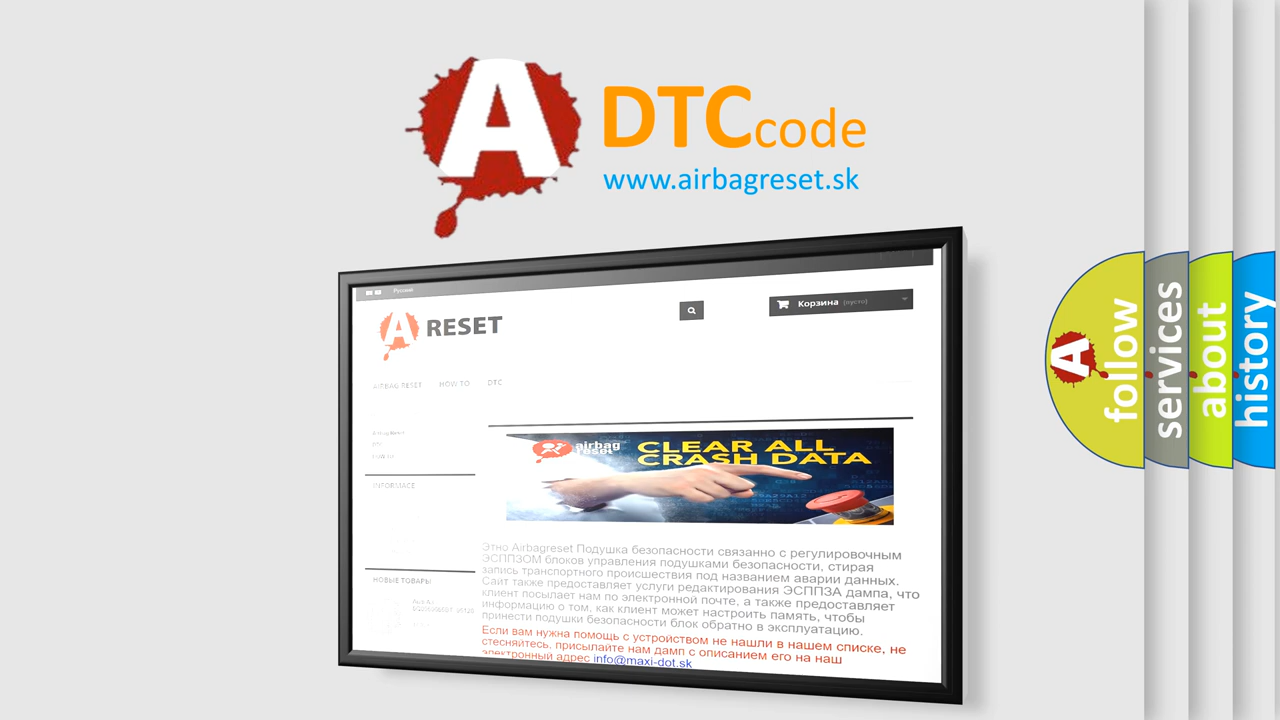 A
DTCcode
www.airbagreset.sk
Русский
A RESET
Корзина (пусто)
AIRBAG RESET HOW TO DTC
Airbag Reset
DTC
INFORMACE
airbag
reset
CLEAR ALL
CRASH DATA
Этно Airbagreset Подушка безопасности связанно с регулировочным
ЭСППЗОМ блоков управления подушками безопасности, стирая
запись транспортного происшествия под названием аварии данных.
Сайт также предоставляет услуги редактирования ЭСППЗА дампа, что
клиент посылает нам по электронной почте, а также предоставляет
информацию о том, как клиент может настроить память, чтобы
принести подушки безопасности блок обратно в эксплуатацию.
Если вам нужна помощь с устройством не нашли в нашем списке, не
стесняйтесь, присылайте нам дамп с описанием его на наш
электронный адрес info@maxi-dot.sk
НОВЫЕ ТОВАРЫ
A
follow
services
about
history